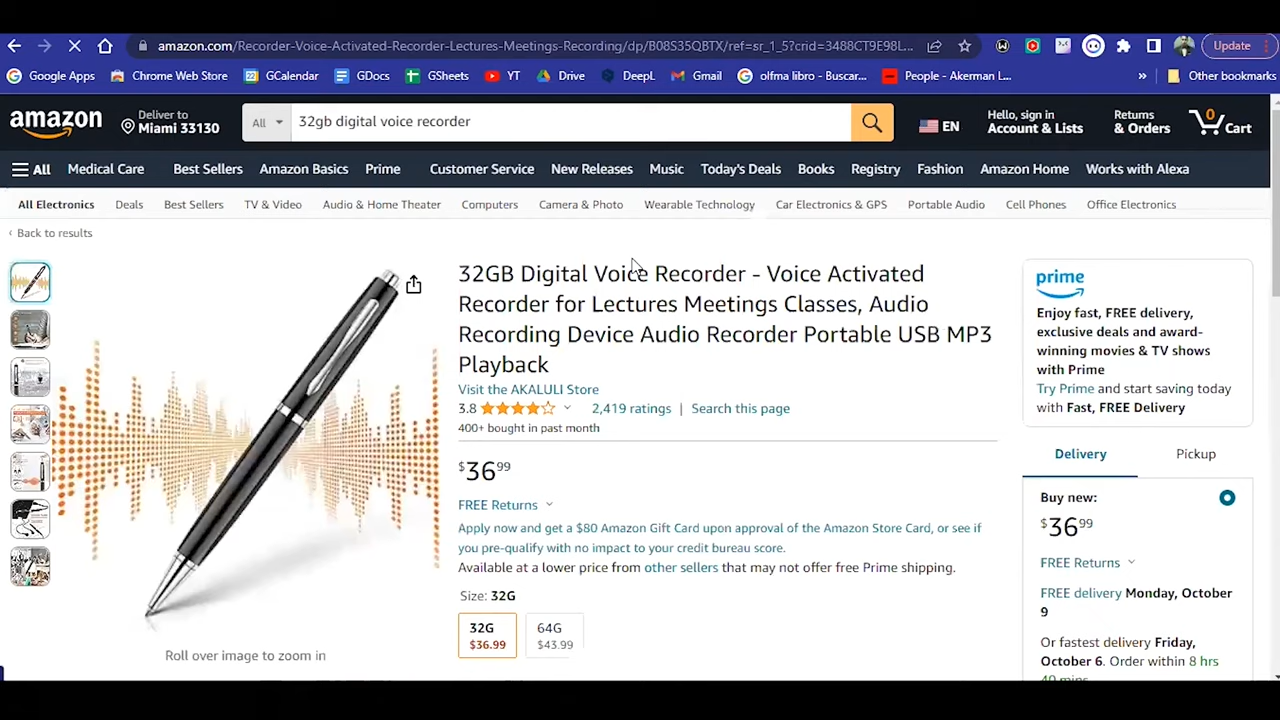 amazon.com/Recorder-Voice-Activated-Recorder-Lectures-Meetings-Recording/dp/B08S35QBTX/ref=sr_1_5?crid=3488CT9E98L...
Update
Google Apps
Chrome Web Store
GCalendar
GDocs
GSheets
YT
Drive
DeepL
Gmail
olfma libro - Buscar...
People - Akerman L...
»
Other bookmarks
amazon
Deliver to
Miami 33130
All
32gb digital voice recorder
EN
Hello, sign in
Account & Lists
Returns
& Orders
0
Cart
All
Medical Care
Best Sellers
Amazon Basics
Prime
Customer Service
New Releases
Music
Today's Deals
Books
Registry
Fashion
Amazon Home
Works with Alexa
All Electronics
Deals
Best Sellers
TV & Video
Audio & Home Theater
Computers
Camera & Photo
Wearable Technology
Car Electronics & GPS
Portable Audio
Cell Phones
Office Electronics
‹ Back to results
32GB Digital Voice Recorder - Voice Activated
Recorder for Lectures Meetings Classes, Audio
Recording Device Audio Recorder Portable USB MP3
Playback
Visit the AKALULI Store
3.8
2,419 ratings | Search this page
400+ bought in past month
$3699
FREE Returns
Apply now and get a $80 Amazon Gift Card upon approval of the Amazon Store Card, or see if
you pre-qualify with no impact to your credit bureau score.
Available at a lower price from other sellers that may not offer free Prime shipping.
Size: 32G
32G
$36.99
64G
$43.99
Roll over image to zoom in
prime
Enjoy fast, FREE delivery,
exclusive deals and award-
winning movies & TV shows
with Prime
Try Prime and start saving today
with Fast, FREE Delivery
Delivery
Pickup
Buy new:
$3699
FREE Returns
FREE delivery Monday, October
9
Or fastest delivery Friday,
October 6. Order within 8 hrs